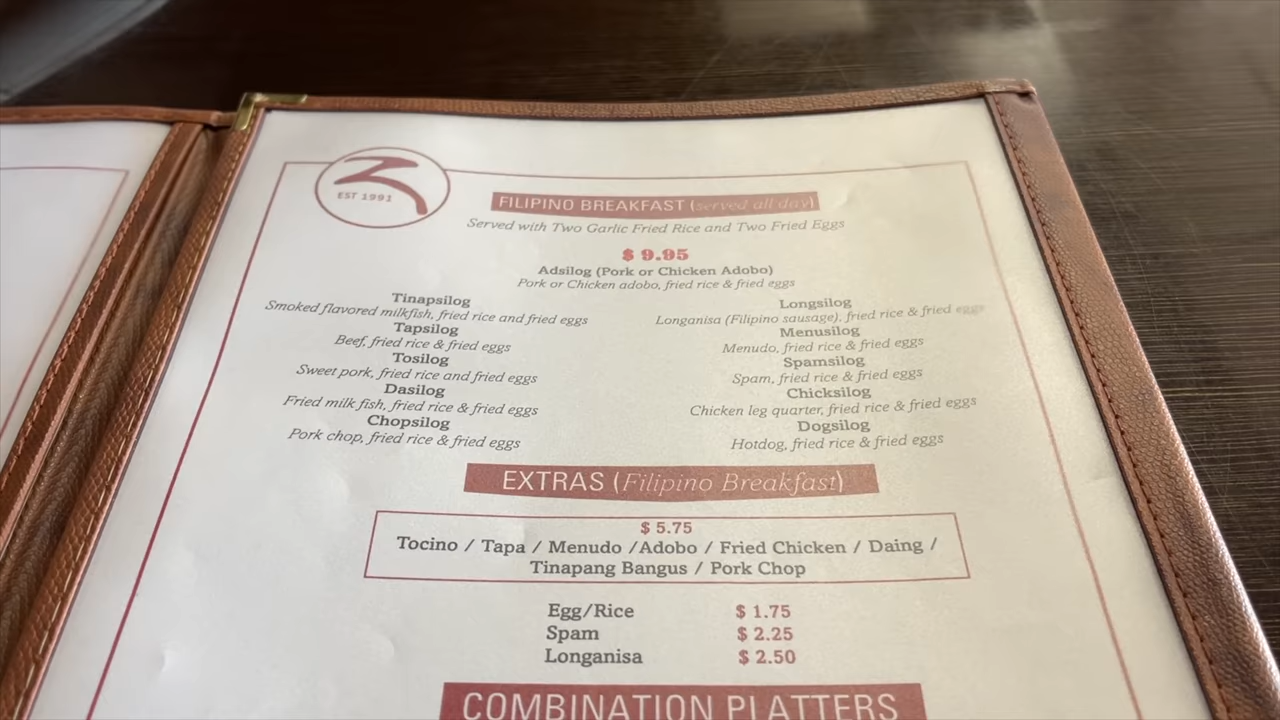 EST 1991
FILIPINO BREAKFAST (served all day)
Served with Two Garlic Fried Rice and Two Fried Eggs
$ 9.95
Adsilog (Pork or Chicken Adobo)
Pork or Chicken adobo, fried rice & fried eggs
Tinapsilog
Smoked flavored milkfish, fried rice and fried eggs
Tapsilog
Beef, fried rice & fried eggs
Tosilog
Sweet pork, fried rice and fried eggs
Dasilog
Fried milk fish, fried rice & fried eggs
Chopsilog
Pork chop, fried rice & fried eggs
Longsilog
Longanisa (Filipino sausage), fried rice & fried eggs
Menusilog
Menudo, fried rice & fried eggs
Spamsilog
Spam, fried rice & fried eggs
Chicksilog
Chicken leg quarter, fried rice & fried eggs
Dogsilog
Hotdog, fried rice & fried eggs
EXTRAS (Filipino Breakfast)
$ 5.75
Tocino / Tapa / Menudo /Adobo / Fried Chicken / Daing /
Tinapang Bangus / Pork Chop
Egg/Rice $ 1.75
Spam $ 2.25
Longanisa $ 2.50
COMBINATION PLATTERS